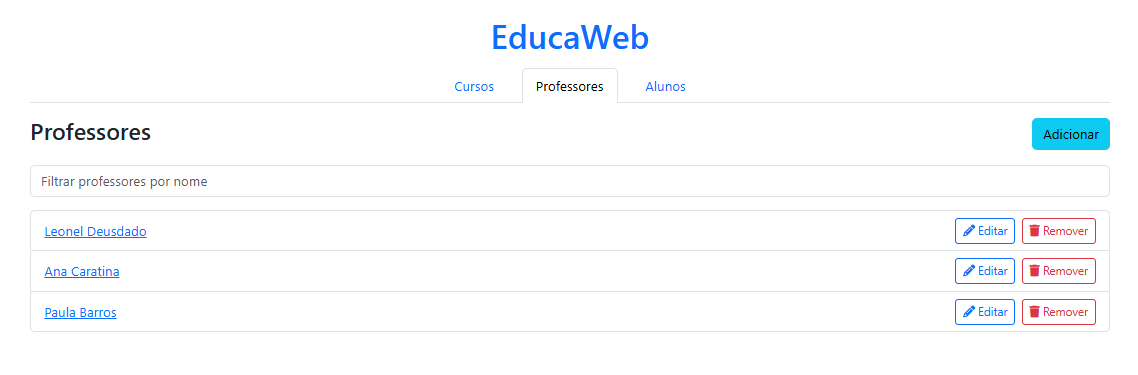 EducaWeb
Cursos Professores Alunos
Professores Adicionar
Filtrar professores por nome
Leonel Deusdado Editar Remover
Ana Caratina Editar Remover
Paula Barros Editar Remover